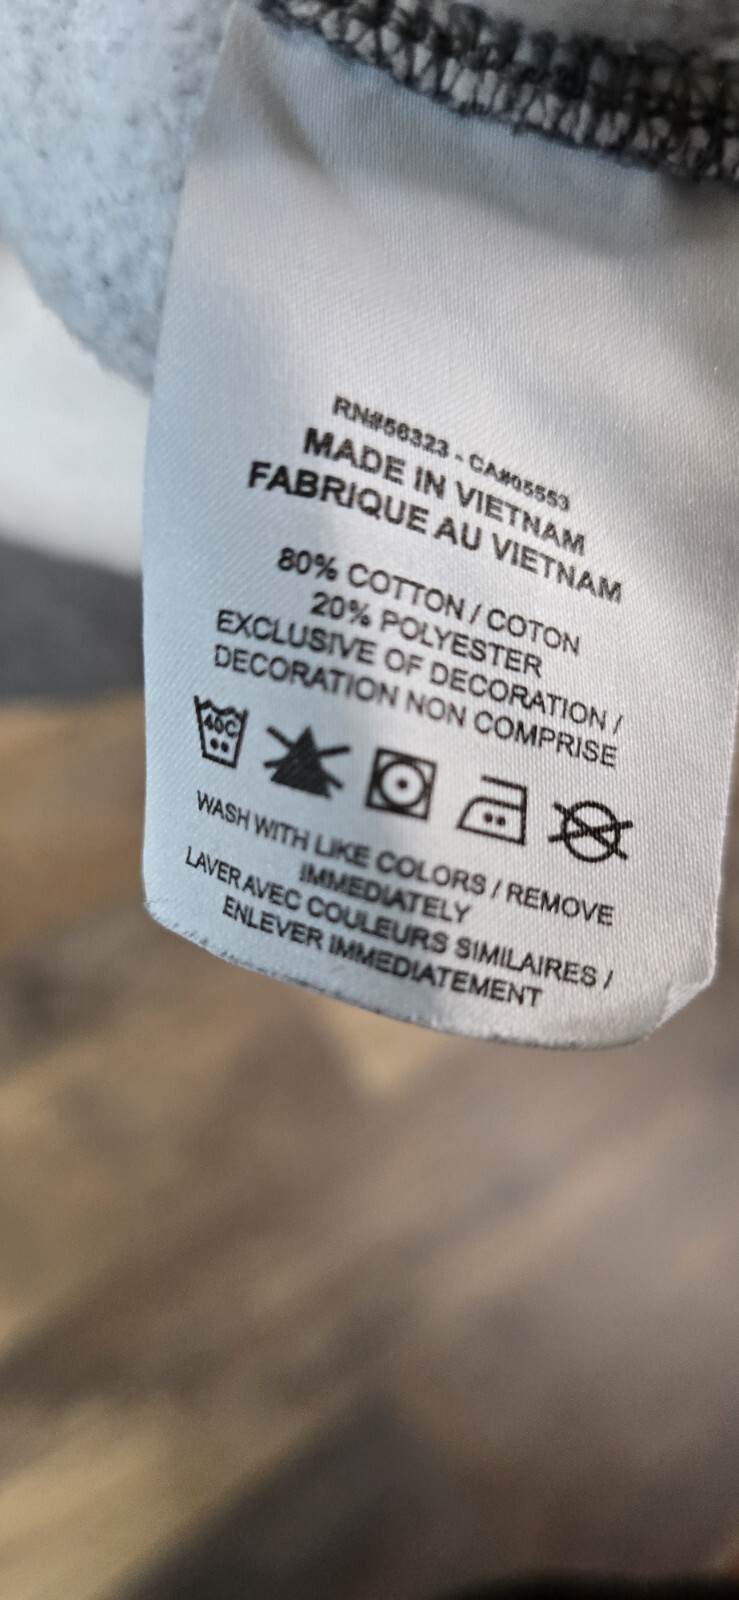 RN#56323 - CA#05553
MADE IN VIETNAM
FABRIQUE AU VIETNAM
80% COTTON / COTON
20% POLYESTER
EXCLUSIVE OF DECORATION /
DECORATION NON COMPRISE
40C
WASH WITH LIKE COLORS / REMOVE
IMMEDIATELY
LAVER AVEC COULEURS SIMILAIRES /
ENLEVER IMMEDIATEMENT